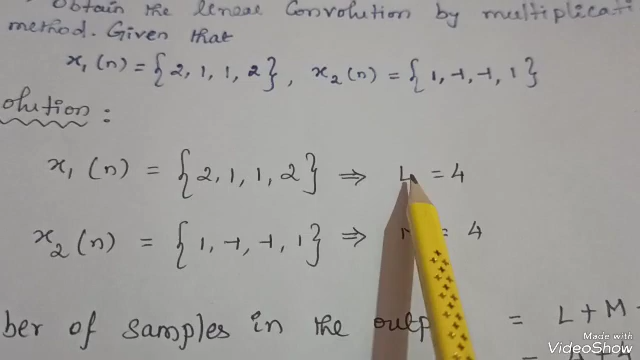 Obtain the linear Convolution by multiplicati
method. Given that
x₁(n) = {2, 1, 1, 2}, x₂(n) = {1, -1, -1, 1}
olution:
x₁(n) = {2, 1, 1, 2} ⇒ L = 4
x₂(n) = {1, -1, -1, 1} ⇒ = 4
ber of samples in the outp = L + M
Made with
VideoShow